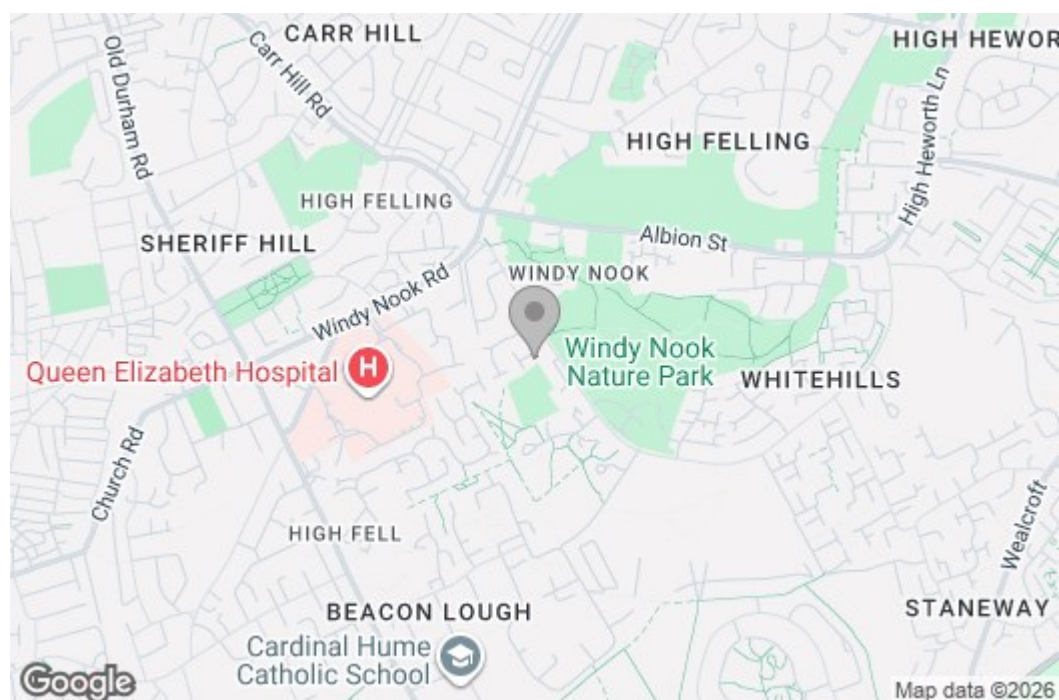 CARR HILL
HIGH HEWOR
Old Durham Rd
Carr Hill Rd
High Heworth Ln
HIGH FELLING
HIGH FELLING
SHERIFF HILL
Albion St
WINDY NOOK
Windy Nook Rd
Queen Elizabeth Hospital
H
Windy Nook
Nature Park
WHITEHILLS
Church Rd
HIGH FELL
Wealcroft
BEACON LOUGH
STANEWAY
Cardinal Hume
Catholic School
Google
Map data ©2026